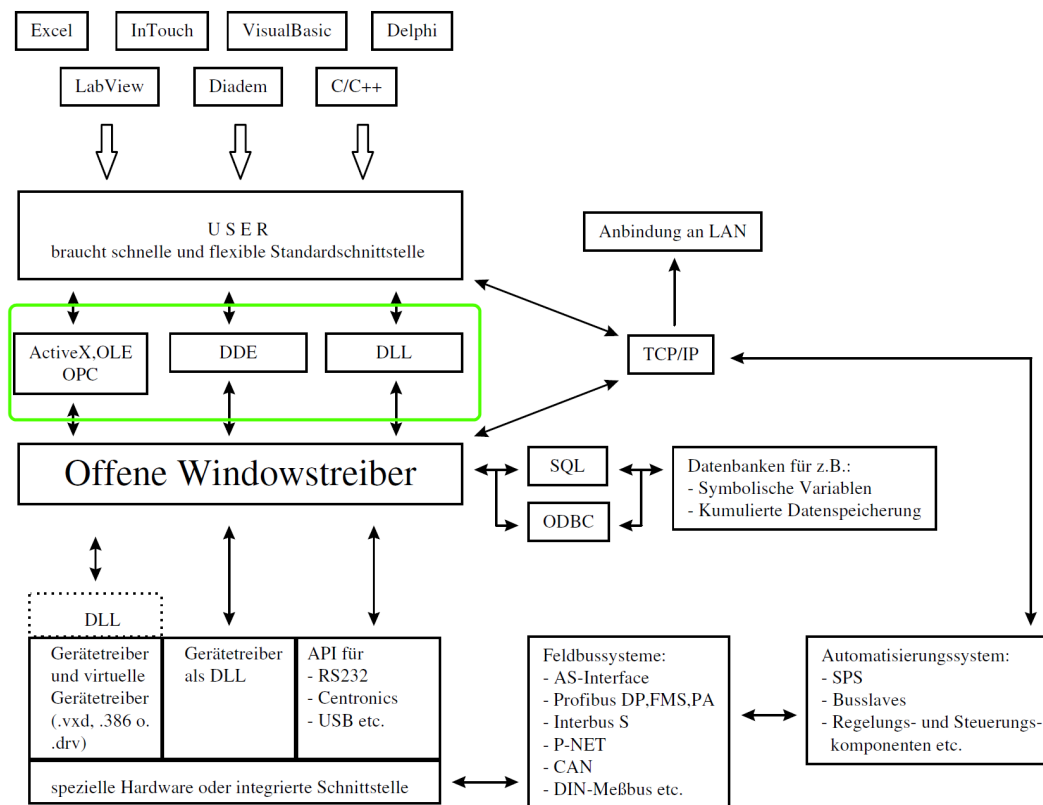 Excel
InTouch
VisualBasic
Delphi
LabView
Diadem
C/C++
U S E R
braucht schnelle und flexible Standardschnittstelle
Anbindung an LAN
ActiveX,OLE
OPC
DDE
DLL
TCP/IP
Offene Windowstreiber
SQL
ODBC
Datenbanken für z.B.:
- Symbolische Variablen
- Kumulierte Datenspeicherung
DLL
Gerätetreiber
und virtuelle
Gerätetreiber
(.vxd, .386 o.
.drv)
Gerätetreiber
als DLL
API für
- RS232
- Centronics
- USB etc.
spezielle Hardware oder integrierte Schnittstelle
Feldbussysteme:
- AS-Interface
- Profibus DP,FMS,PA
- Interbus S
- P-NET
- CAN
- DIN-Meßbus etc.
Automatisierungssystem:
- SPS
- Busslaves
- Regelungs- und Steuerungs-
komponenten etc.